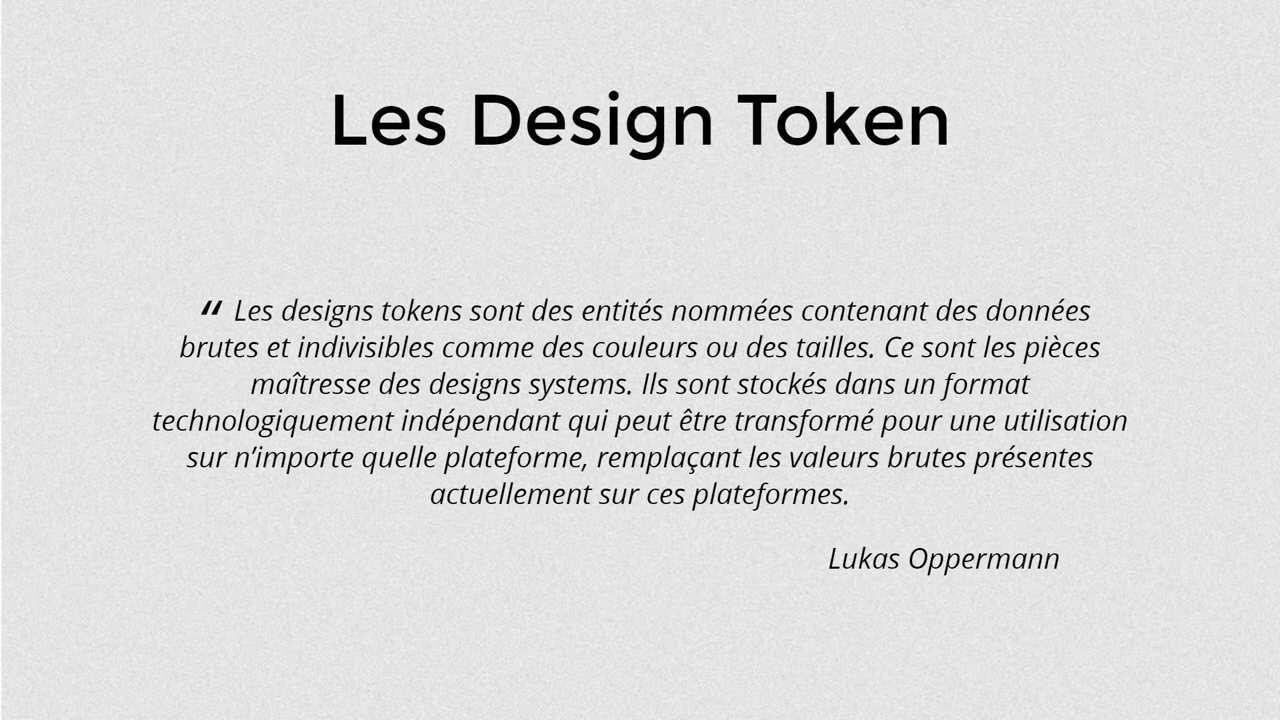 Les Design Token
“ Les designs tokens sont des entités nommées contenant des données
brutes et indivisibles comme des couleurs ou des tailles. Ce sont les pièces
maîtresse des designs systems. Ils sont stockés dans un format
technologiquement indépendant qui peut être transformé pour une utilisation
sur n’importe quelle plateforme, remplaçant les valeurs brutes présentes
actuellement sur ces plateformes.
Lukas Oppermann